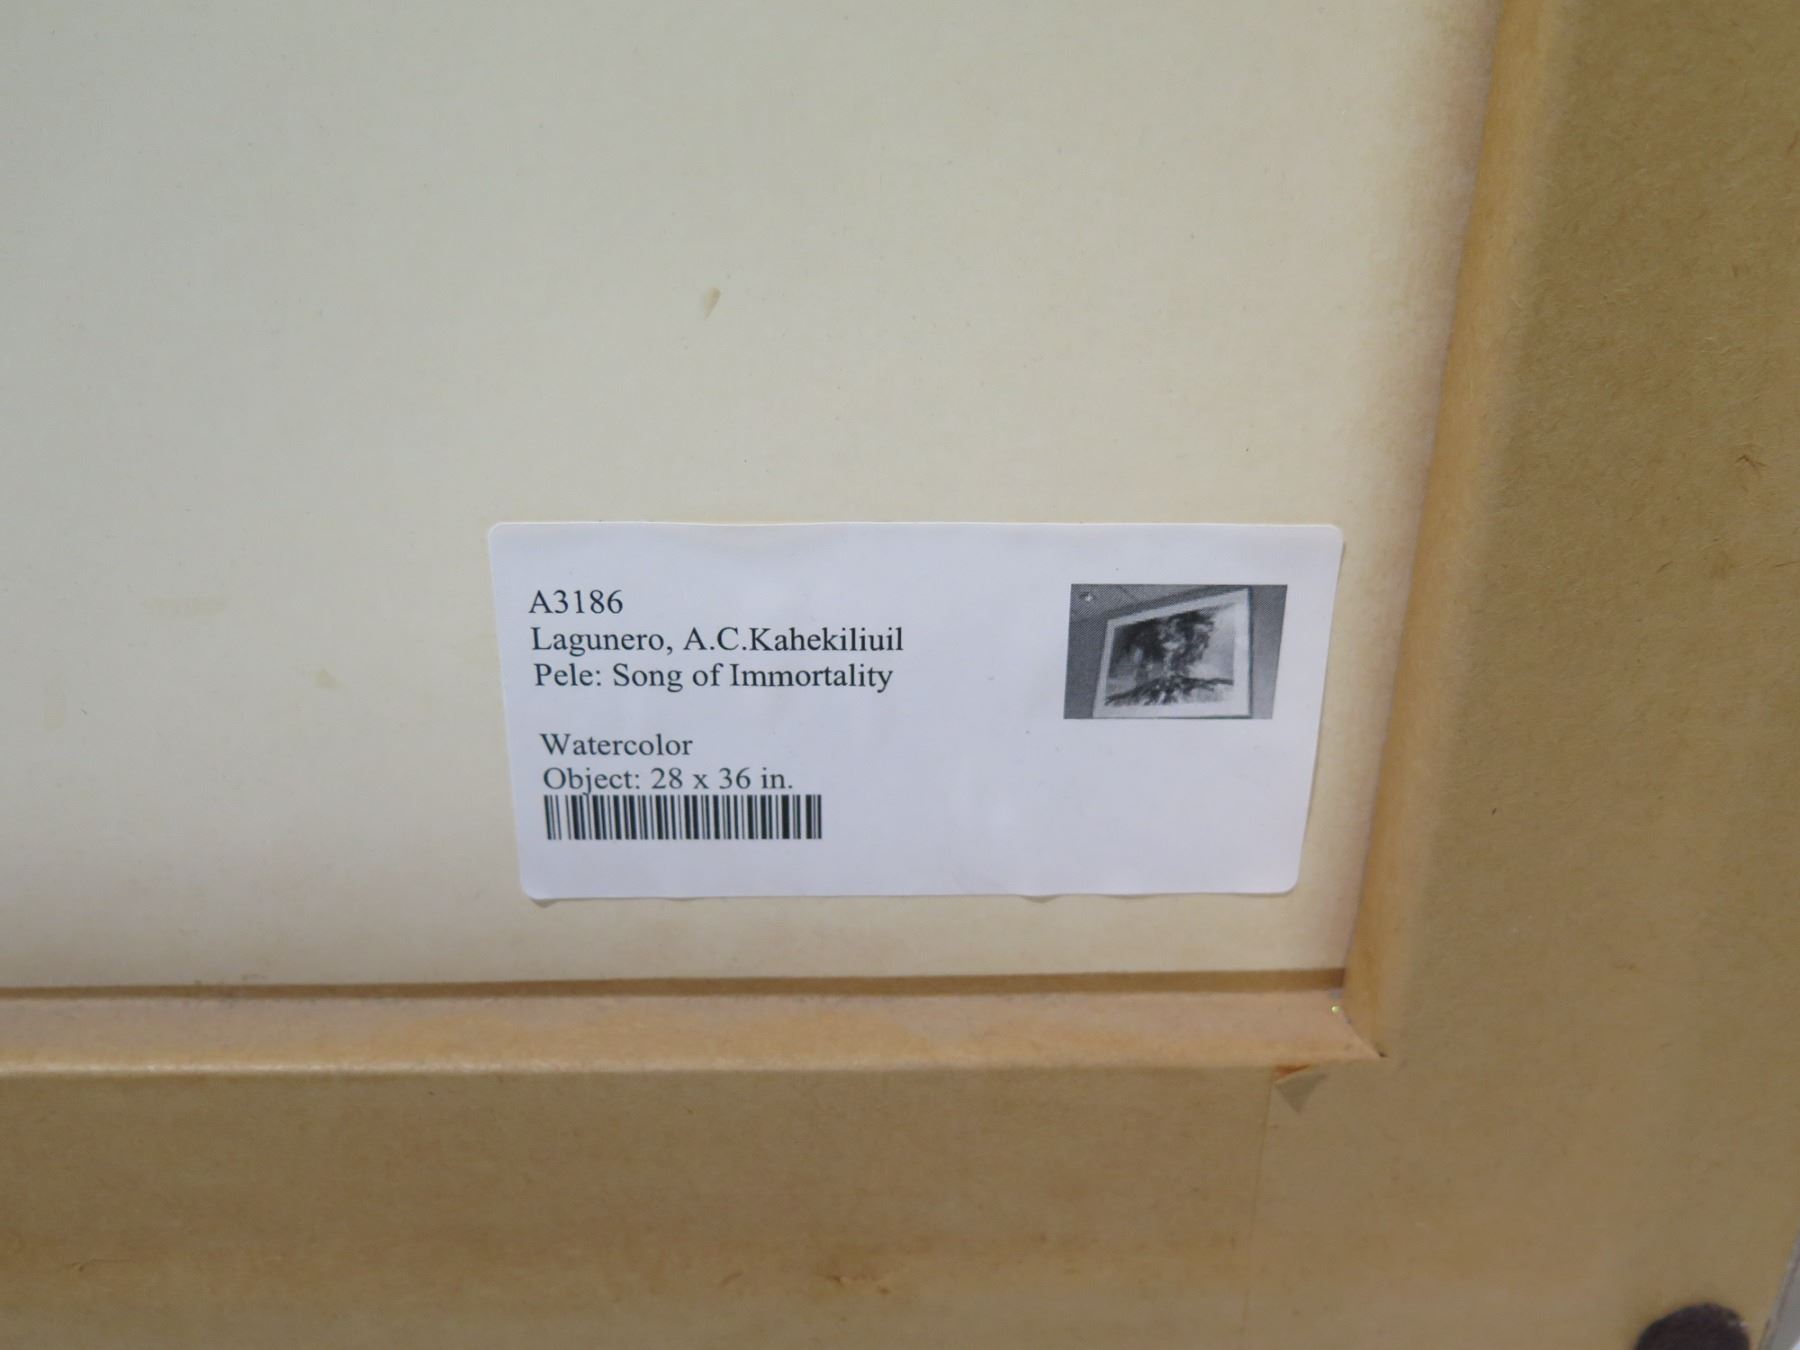 A3186
Lagunero, A.C.Kahekiliuil
Pele: Song of Immortality
Watercolor
Object: 28 x 36 in.